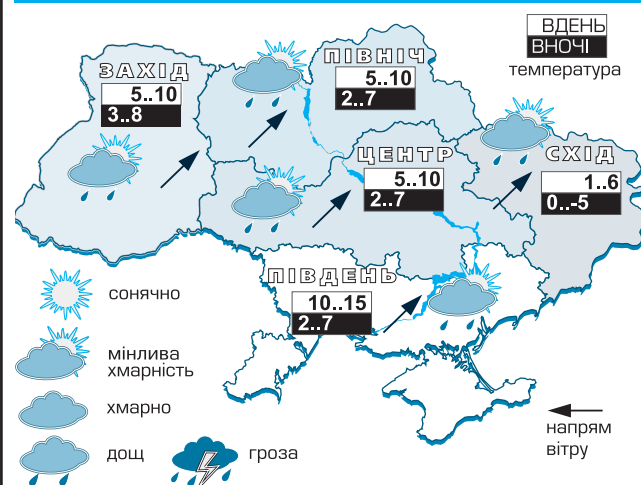 ВДЕНЬ
ВНОЧІ
температура
ЗАХІД
5..10
3..8
ПІВНІЧ
5..10
2..7
ЦЕНТР
5..10
2..7
СХІД
1..6
0..-5
ПІВДЕНЬ
10..15
2..7
сонячно
мінлива
хмарність
хмарно
дощ
гроза
напрям
вітру